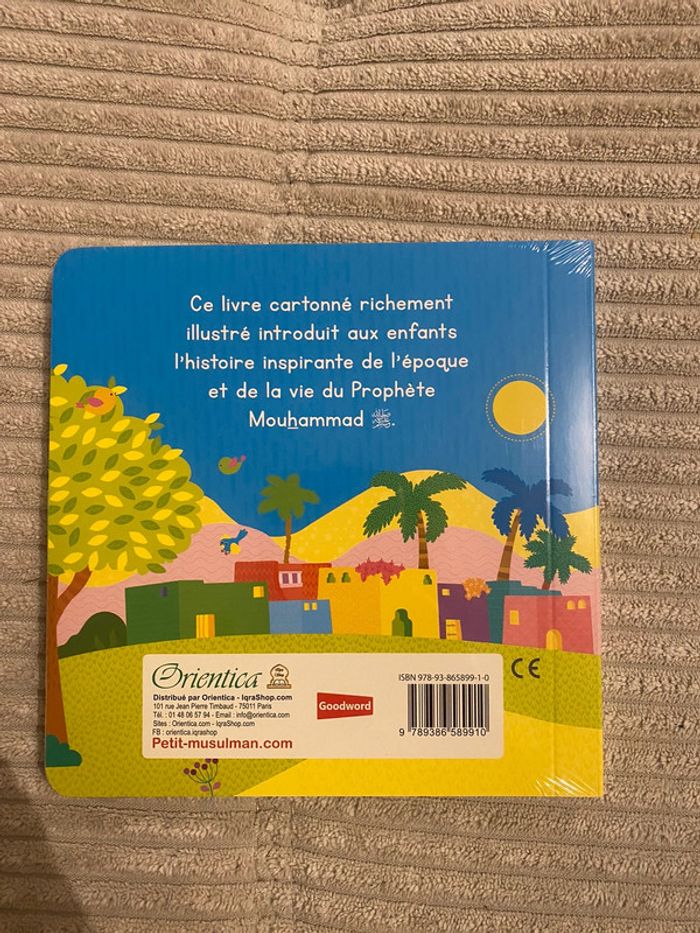 Ce livre cartonné richement
illustré introduit aux enfants
l'histoire inspirante de l'époque
et de la vie du Prophète
Mouẖammad ﷺ.
Orientica
Distribué par Orientica - IqraShop.com
101 rue Jean Pierre Timbaud - 75011 Paris
Tél. : 01 48 06 57 94 - Email : info@orientica.com
Sites : Orientica.com - IqraShop.com
FB : orientica.iqrashop
Petit-musulman.com
Goodword
ISBN 978-93-865899-1-0
9 789386 589910
CE